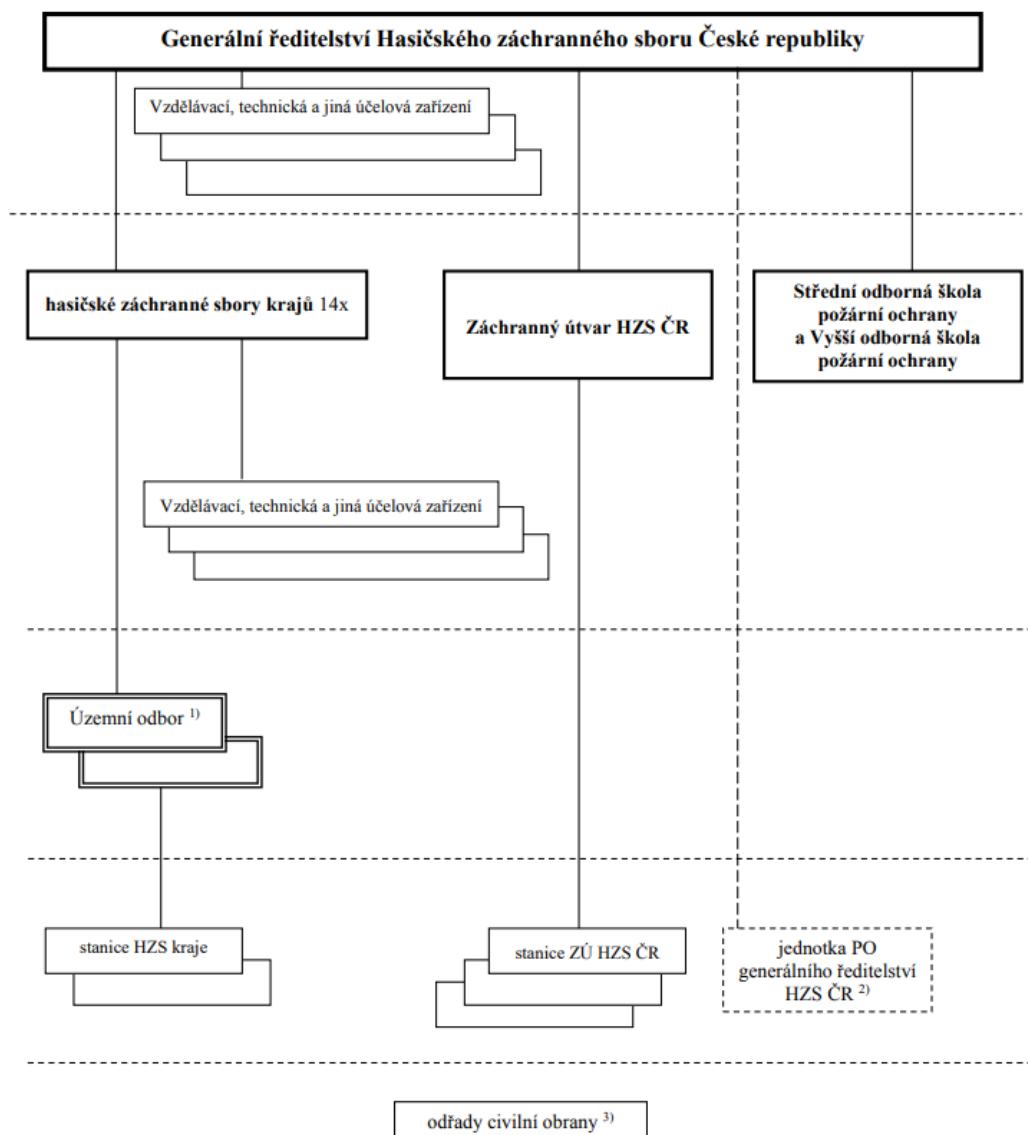 Generální ředitelství Hasičského záchranného sboru České republiky
Vzdělávací, technická a jiná účelová zařízení
hasičské záchranné sbory krajů 14x
Záchranný útvar HZS ČR
Střední odborná škola
požární ochrany
a Vyšší odborná škola
požární ochrany
Vzdělávací, technická a jiná účelová zařízení
Územní odbor 1)
stanice HZS kraje
stanice ZÚ HZS ČR
jednotka PO
generálního ředitelství
HZS ČR 2)
odřady civilní obrany 3)